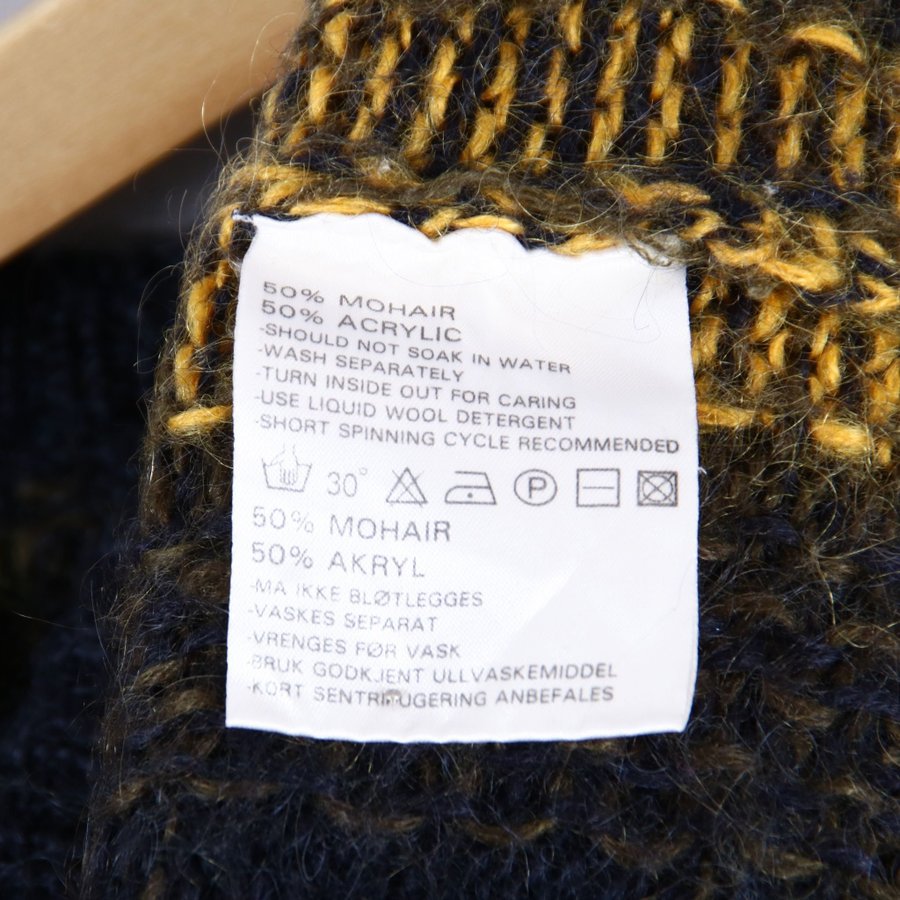 50% MOHAIR
50% ACRYLIC
-SHOULD NOT SOAK IN WATER
-WASH SEPARATELY
-TURN INSIDE OUT FOR CARING
-USE LIQUID WOOL DETERGENT
-SHORT SPINNING CYCLE RECOMMENDED
30° P
50% MOHAIR
50% AKRYL
-MA IKKE BLØTLEGGES
-VASKES SEPARAT
-VRENGES FØR VASK
-BRUK GODKJENT ULLVASKEMIDDEL
-KORT SENTRIFUGERING ANBEFALES